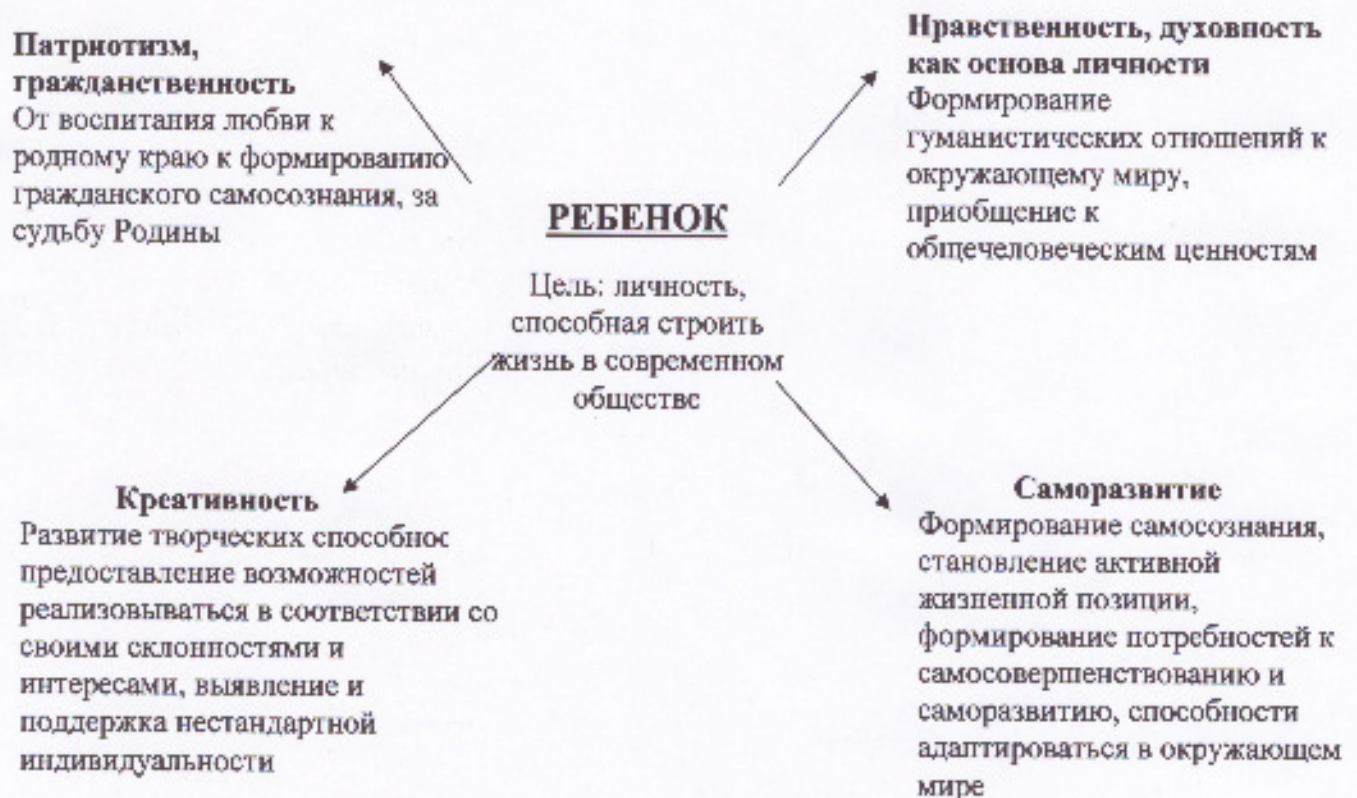 Патриотизм,
гражданственность
От воспитания любви к
родному краю к формированию
гражданского самосознания, за
судьбу Родины
Нравственность, духовность
как основа личности
Формирование
гуманистических отношений к
окружающему миру,
приобщение к
общечеловеческим ценностям
РЕБЕНОК
Цель: личность,
способная строить
жизнь в современном
обществе
Креативность
Развитие творческих способнос
предоставление возможностей
реализовываться в соответствии со
своими склонностями и
интересами, выявление и
поддержка нестандартной
индивидуальности
Саморазвитие
Формирование самосознания,
становление активной
жизненной позиции,
формирование потребностей к
самосовершенствованию и
саморазвитию, способности
адаптироваться в окружающем
мире